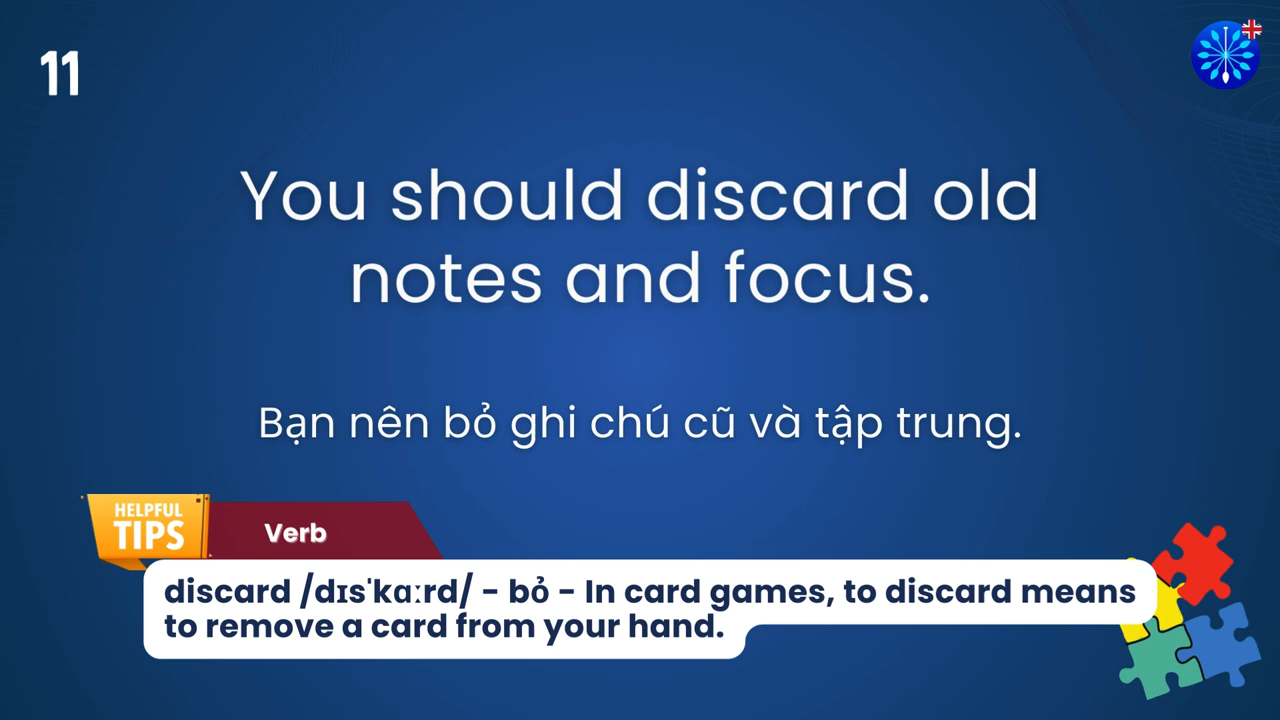 11
You should discard old
notes and focus.
Bạn nên bỏ ghi chú cũ và tập trung.
HELPFUL
TIPS
Verb
discard /dɪsˈkɑːrd/ - bỏ - In card games, to discard means
to remove a card from your hand.